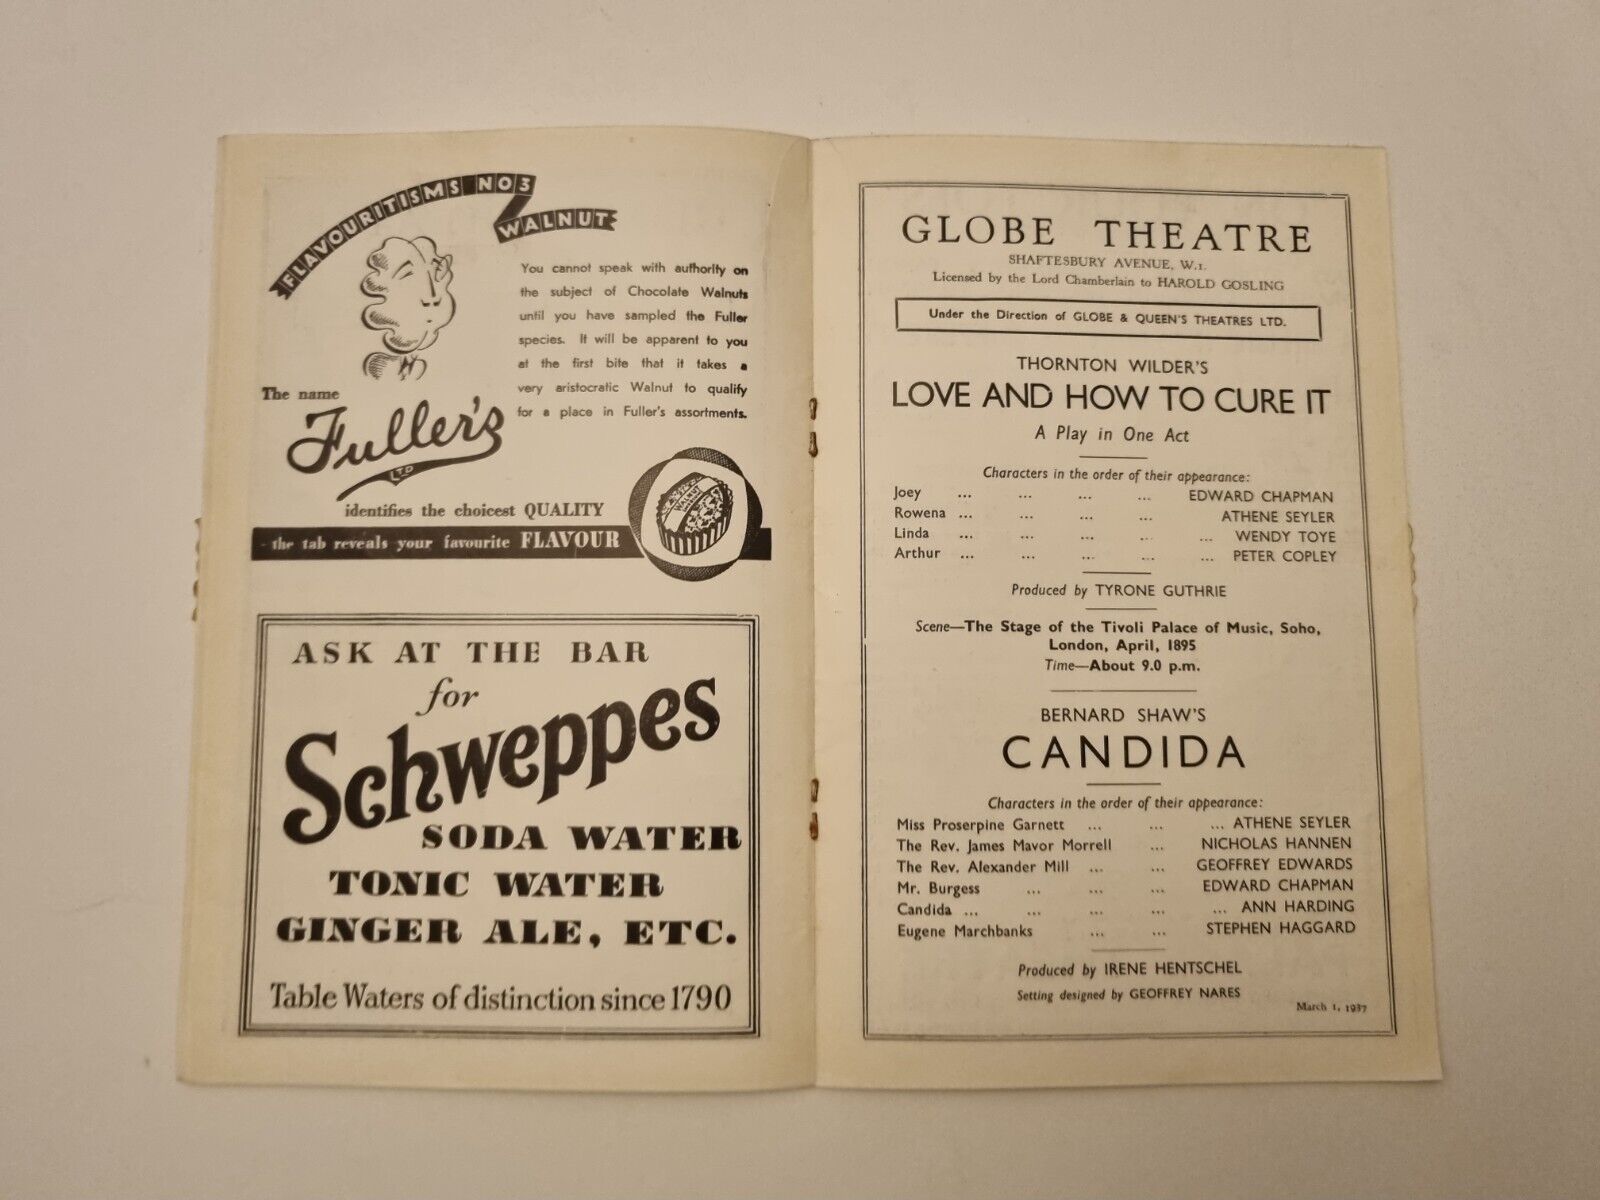 FLAVOURITISMS NO 3
WALNUT
You cannot speak with authority on
the subject of Chocolate Walnuts
until you have sampled the Fuller
species. It will be apparent to you
at the first bite that it takes a
very aristocratic Walnut to qualify
for a place in Fuller's assortments.
The name
Fuller's
LTD
identifies the choicest QUALITY
- the tab reveals your favourite FLAVOUR
WALNUT
ASK AT THE BAR
for
Schweppes
SODA WATER
TONIC WATER
GINGER ALE, ETC.
Table Waters of distinction since 1790
GLOBE THEATRE
SHAFTESBURY AVENUE, W.1.
Licensed by the Lord Chamberlain to HAROLD GOSLING
Under the Direction of GLOBE & QUEEN'S THEATRES LTD.
THORNTON WILDER'S
LOVE AND HOW TO CURE IT
A Play in One Act
Characters in the order of their appearance:
Joey ... ... ... ... EDWARD CHAPMAN
Rowena ... ... ... ... ATHENE SEYLER
Linda ... ... ... ... ... WENDY TOYE
Arthur ... ... ... ... ... PETER COPLEY
Produced by TYRONE GUTHRIE
Scene—The Stage of the Tivoli Palace of Music, Soho,
London, April, 1895
Time—About 9.0 p.m.
BERNARD SHAW'S
CANDIDA
Characters in the order of their appearance:
Miss Proserpine Garnett ... ... ... ATHENE SEYLER
The Rev. James Mavor Morrell ... NICHOLAS HANNEN
The Rev. Alexander Mill ... ... GEOFFREY EDWARDS
Mr. Burgess ... ... ... EDWARD CHAPMAN
Candida ... ... ... ... ... ANN HARDING
Eugene Marchbanks ... ... STEPHEN HAGGARD
Produced by IRENE HENTSCHEL
Setting designed by GEOFFREY NARES
March 1, 1937